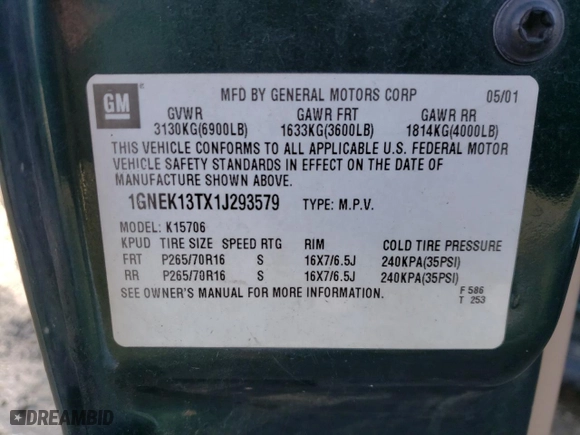 GM
MFD BY GENERAL MOTORS CORP 05/01
GVWR GAWR FRT GAWR RR
3130KG(6900LB) 1633KG(3600LB) 1814KG(4000LB)
THIS VEHICLE CONFORMS TO ALL APPLICABLE U.S. FEDERAL MOTOR
VEHICLE SAFETY STANDARDS IN EFFECT ON THE DATE OF
MANUFACTURE SHOWN ABOVE.
1GNEK13TX1J293579 TYPE: M.P.V.
MODEL: K15706
KPUD TIRE SIZE SPEED RTG RIM COLD TIRE PRESSURE
FRT P265/70R16 S 16X7/6.5J 240KPA(35PSI)
RR P265/70R16 S 16X7/6.5J 240KPA(35PSI)
SEE OWNER'S MANUAL FOR MORE INFORMATION
F 586
T 253
DREAMBID